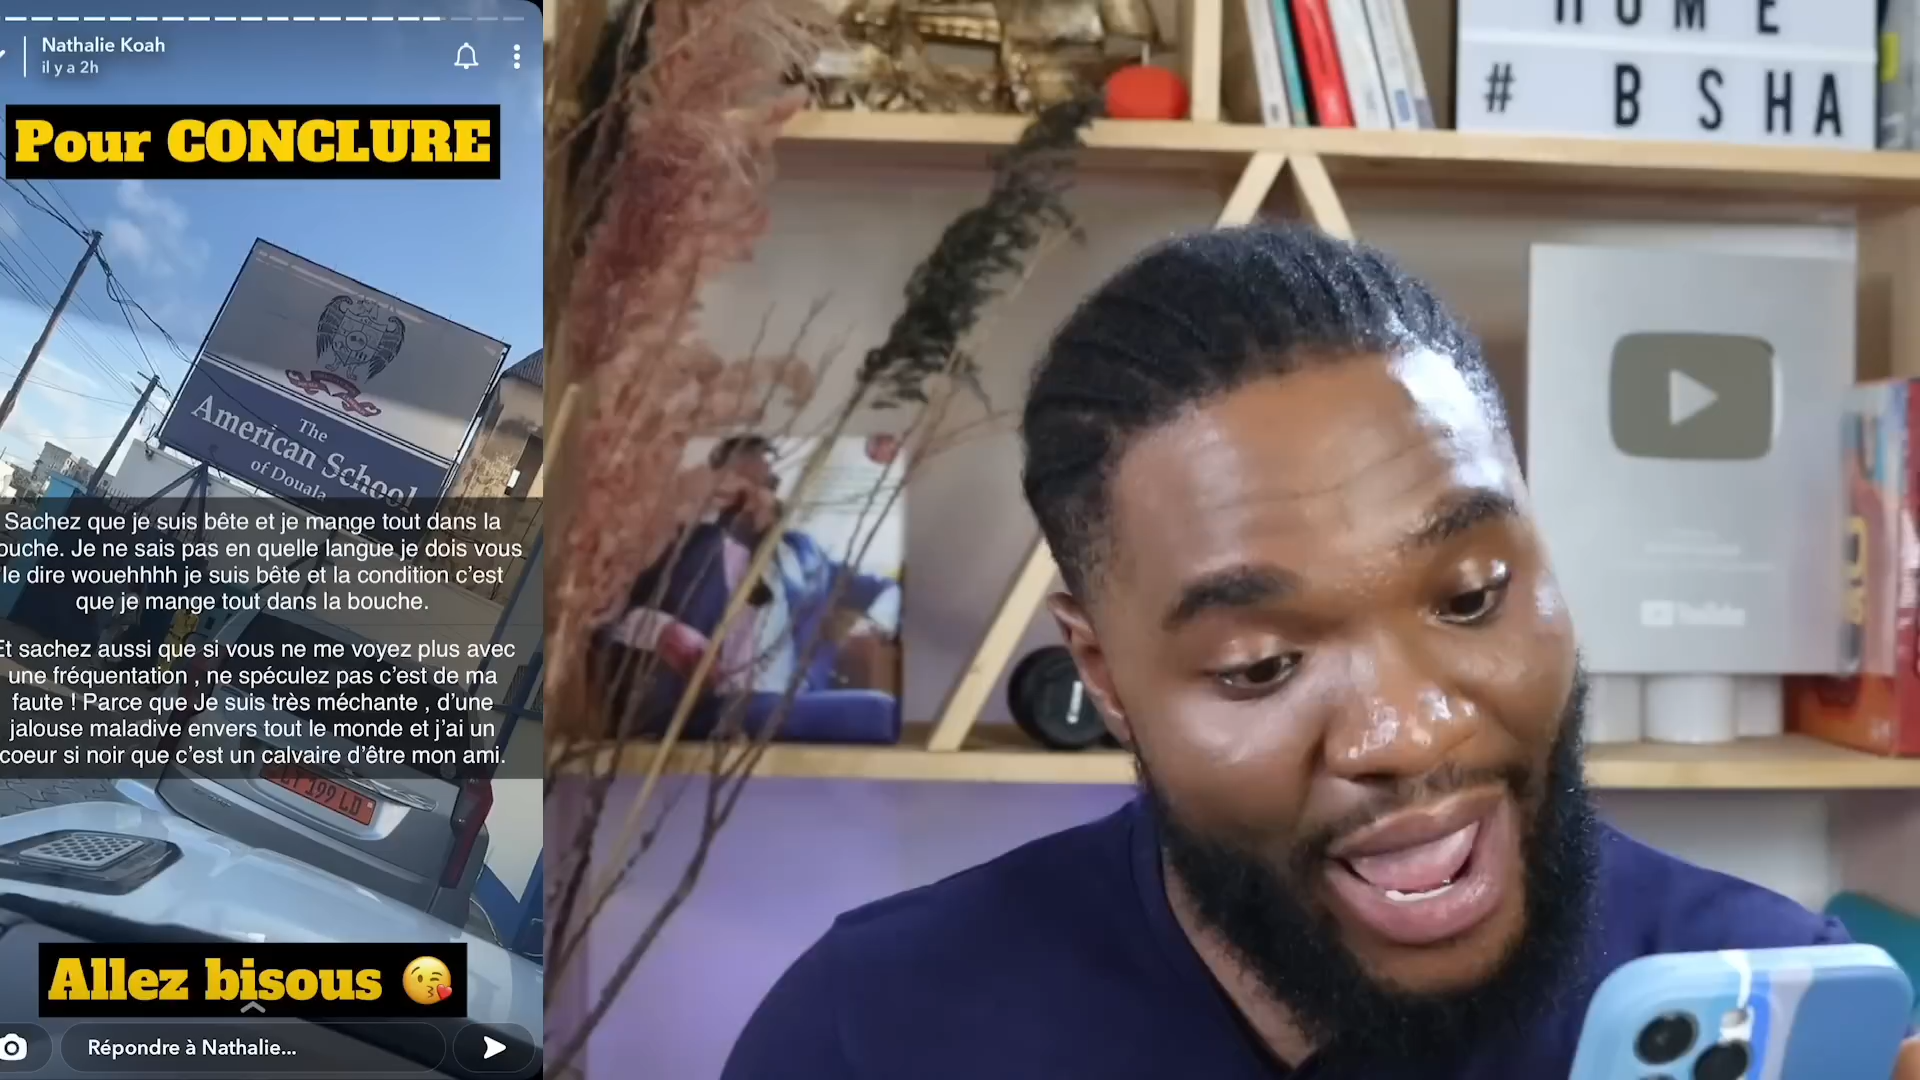 Nathalie Koah
il y a 2h
Pour CONCLURE
The
American School
of Douala
Sachez que je suis bête et je mange tout dans la
ouche. Je ne sais pas en quelle langue je dois vous
le dire wouehhhh je suis bête et la condition c'est
que je mange tout dans la bouche.
Et sachez aussi que si vous ne me voyez plus avec
une fréquentation , ne spéculez pas c'est de ma
faute ! Parce que Je suis très méchante , d'une
jalouse maladive envers tout le monde et j'ai un
coeur si noir que c'est un calvaire d'être mon ami.
LT 199 LD
Allez bisous 😘
Répondre à Nathalie...
HOME
# BSHA
YouTube